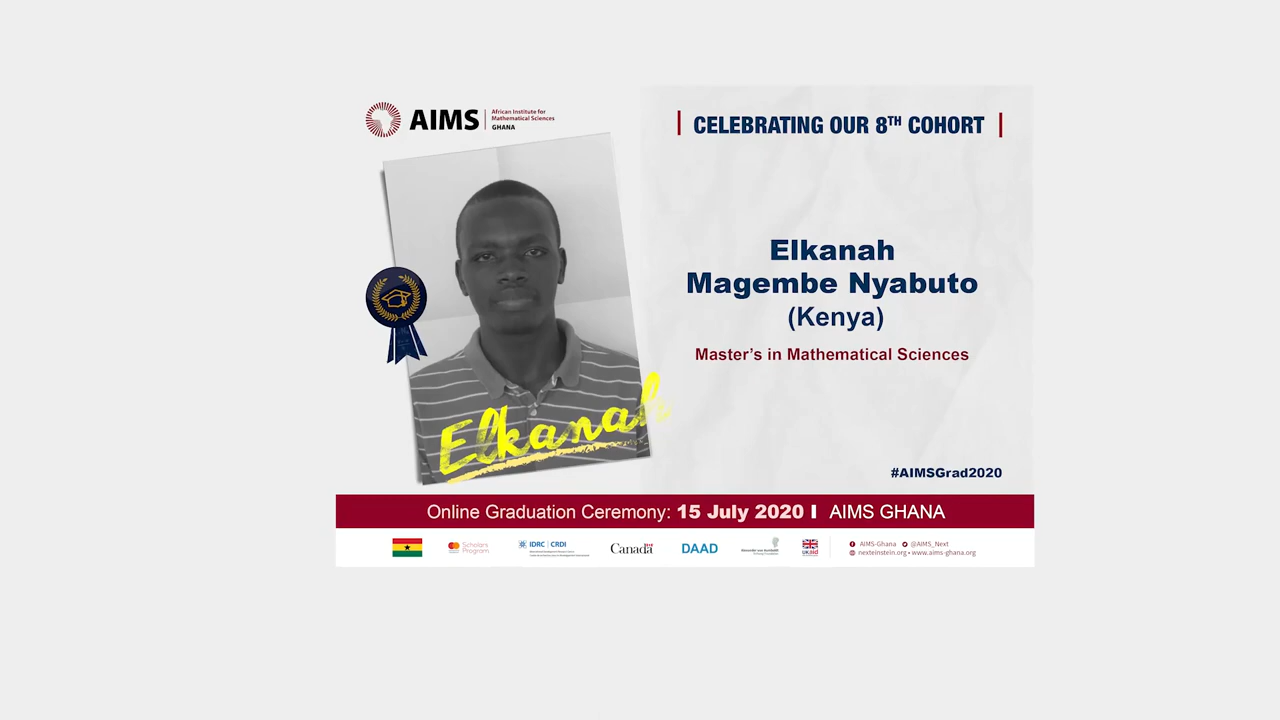 AIMS
African Institute for
Mathematical Sciences
GHANA
CELEBRATING OUR 8TH COHORT
Elkanah
Magembe Nyabuto
(Kenya)
Master's in Mathematical Sciences
Elkanah
#AIMSGrad2020
Online Graduation Ceremony: 15 July 2020 I AIMS GHANA
Scholars
Program
IDRC | CRDI
Canada
DAAD
UKaid
AIMS-Ghana @AIMS_Next
nexteinstein.org • www.aims-ghana.org